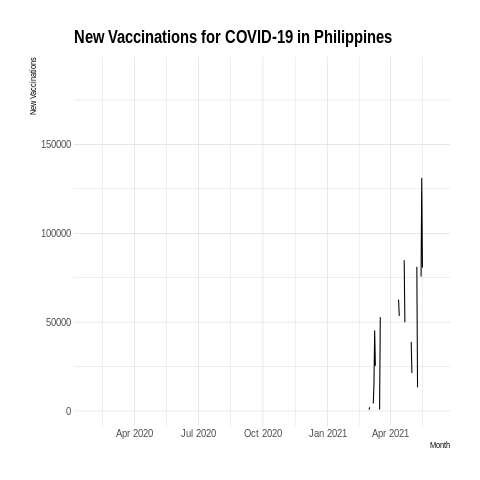 New Vaccinations for COVID-19 in Philippines
New Vaccinations
150000
100000
50000
0
Apr 2020 Jul 2020 Oct 2020 Jan 2021 Apr 2021
Month